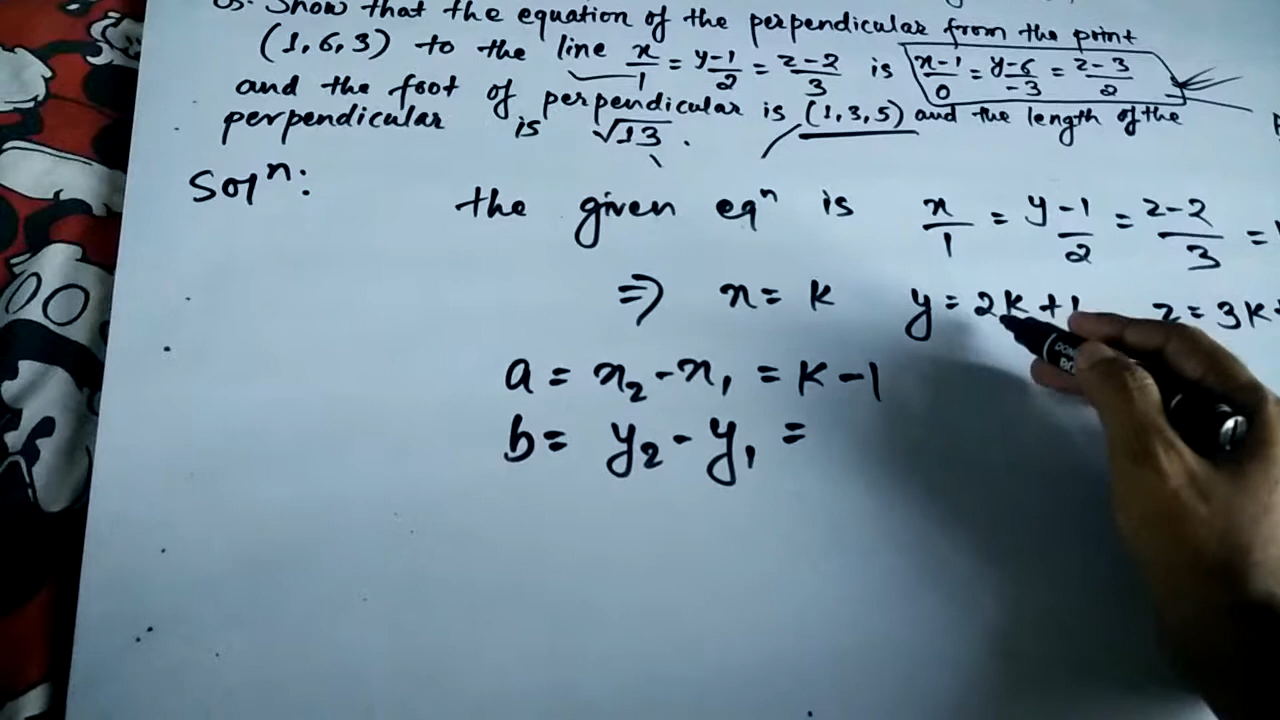 Show that the equation of the perpendicular from the point
(1,6,3) to the line x/1 = y-1/2 = z-2/3 is x-1/0 = y-6/-3 = z-3/2
and the foot of perpendicular is (1,3,5) and the length of the
perpendicular is √13.
Solⁿ: the given eqⁿ is x/1 = y-1/2 = z-2/3 =
⇒ x = k y = 2k+1 z = 3k+
a = x₂-x₁ = k-1
b = y₂-y₁ =